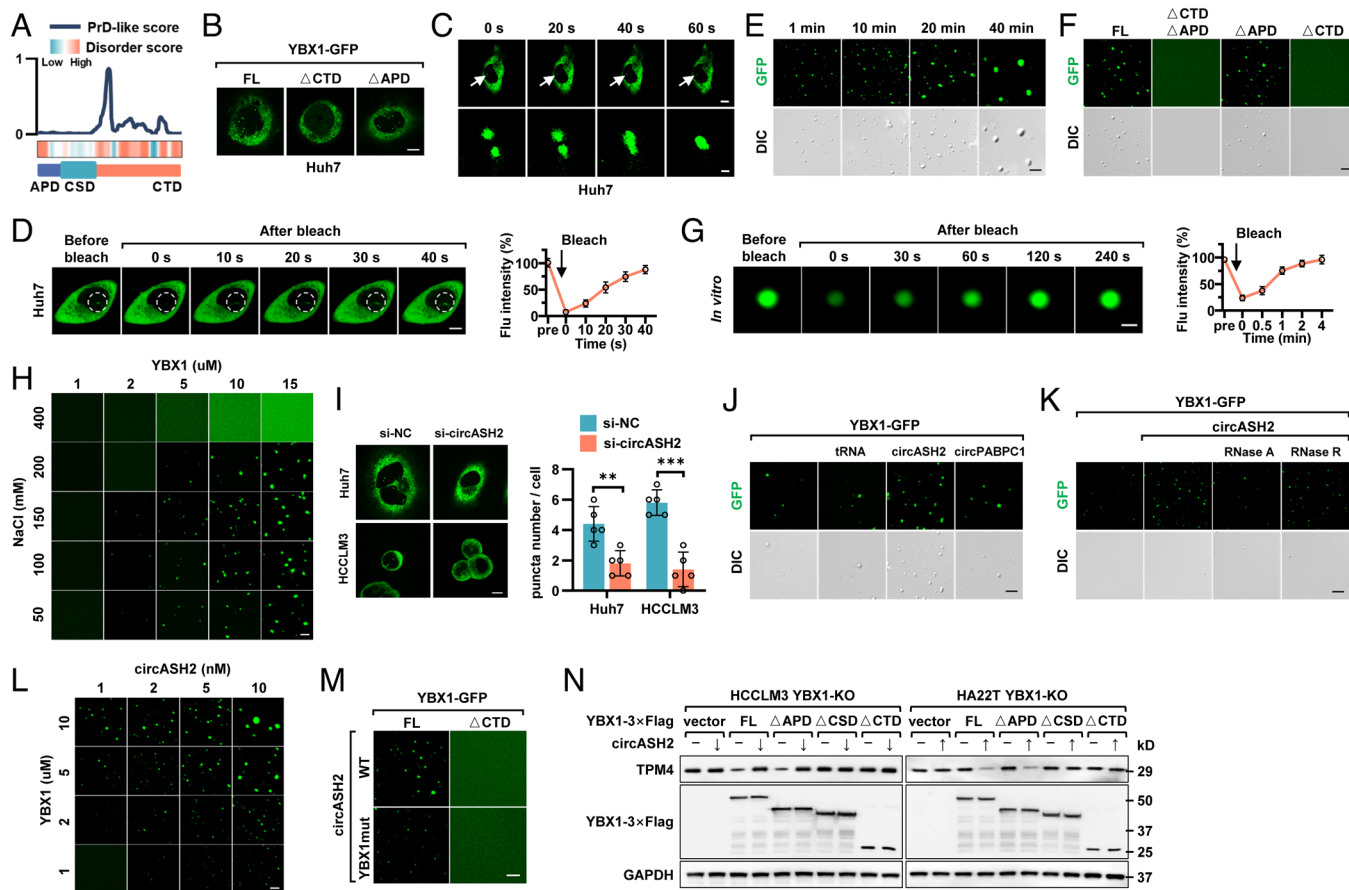 A
PrD-like score
Disorder score
Low High
1
0
APD CSD CTD
B
YBX1-GFP
FL △CTD △APD
Huh7
C
0 s 20 s 40 s 60 s
Huh7
E
1 min 10 min 20 min 40 min
GFP
DIC
F
FL △CTD △APD △APD △CTD
GFP
DIC
D
Before bleach
After bleach
0 s 10 s 20 s 30 s 40 s
Huh7
Flu intensity (%)
Bleach
100
50
0
pre 0 10 20 30 40
Time (s)
G
Before bleach
After bleach
0 s 30 s 60 s 120 s 240 s
In vitro
Flu intensity (%)
Bleach
100
50
0
pre 0 0.5 1 2 4
Time (min)
H
YBX1 (uM)
1 2 5 10 15
NaCl (mM)
400
200
150
100
50
I
si-NC si-circASH2
Huh7
HCCLM3
si-NC
si-circASH2
puncta number / cell
8
6
4
2
0
** ***
Huh7 HCCLM3
J
YBX1-GFP
tRNA circASH2 circPABPC1
GFP
DIC
K
YBX1-GFP
circASH2
RNase A RNase R
GFP
DIC
L
circASH2 (nM)
1 2 5 10
YBX1 (uM)
10
5
2
1
M
YBX1-GFP
FL △CTD
circASH2
WT
YBX1mut
N
HCCLM3 YBX1-KO HA22T YBX1-KO
YBX1-3×Flag vector FL △APD △CSD △CTD vector FL △APD △CSD △CTD
circASH2 − ↓ − ↓ − ↓ − ↓ − ↓ − ↑ − ↑ − ↑ − ↑ − ↑ kD
TPM4 29
YBX1-3×Flag 50
37
25
GAPDH 37